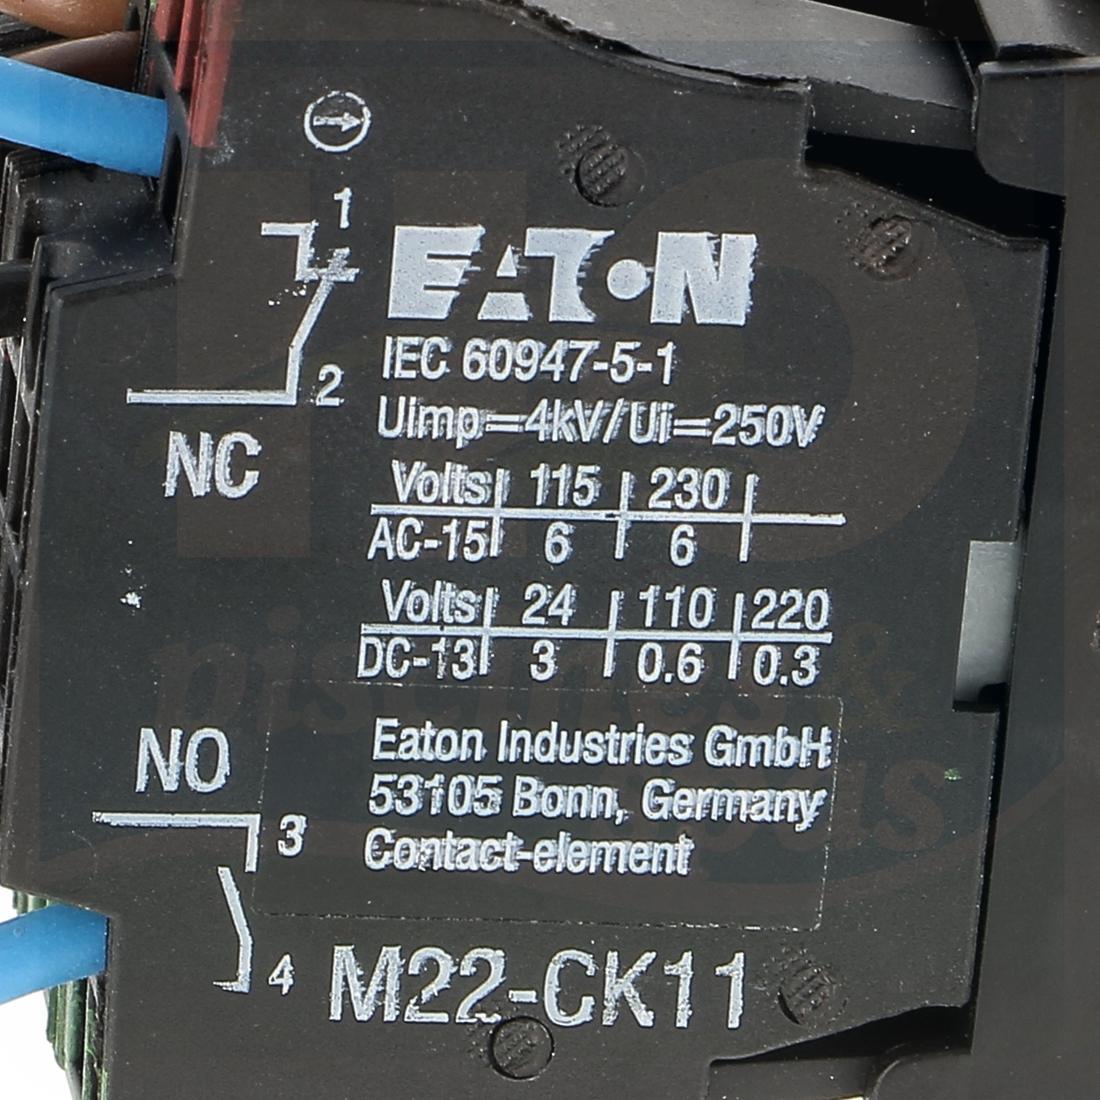 1
EATON
IEC 60947-5-1
2
Uimp=4kV/Ui=250V
NC
Volts 115 230
AC-15 6 6
Volts 24 110 220
DC-13 3 0.6 0.3
NO
Eaton Industries GmbH
53105 Bonn, Germany
3
Contact-element
4
M22-CK11